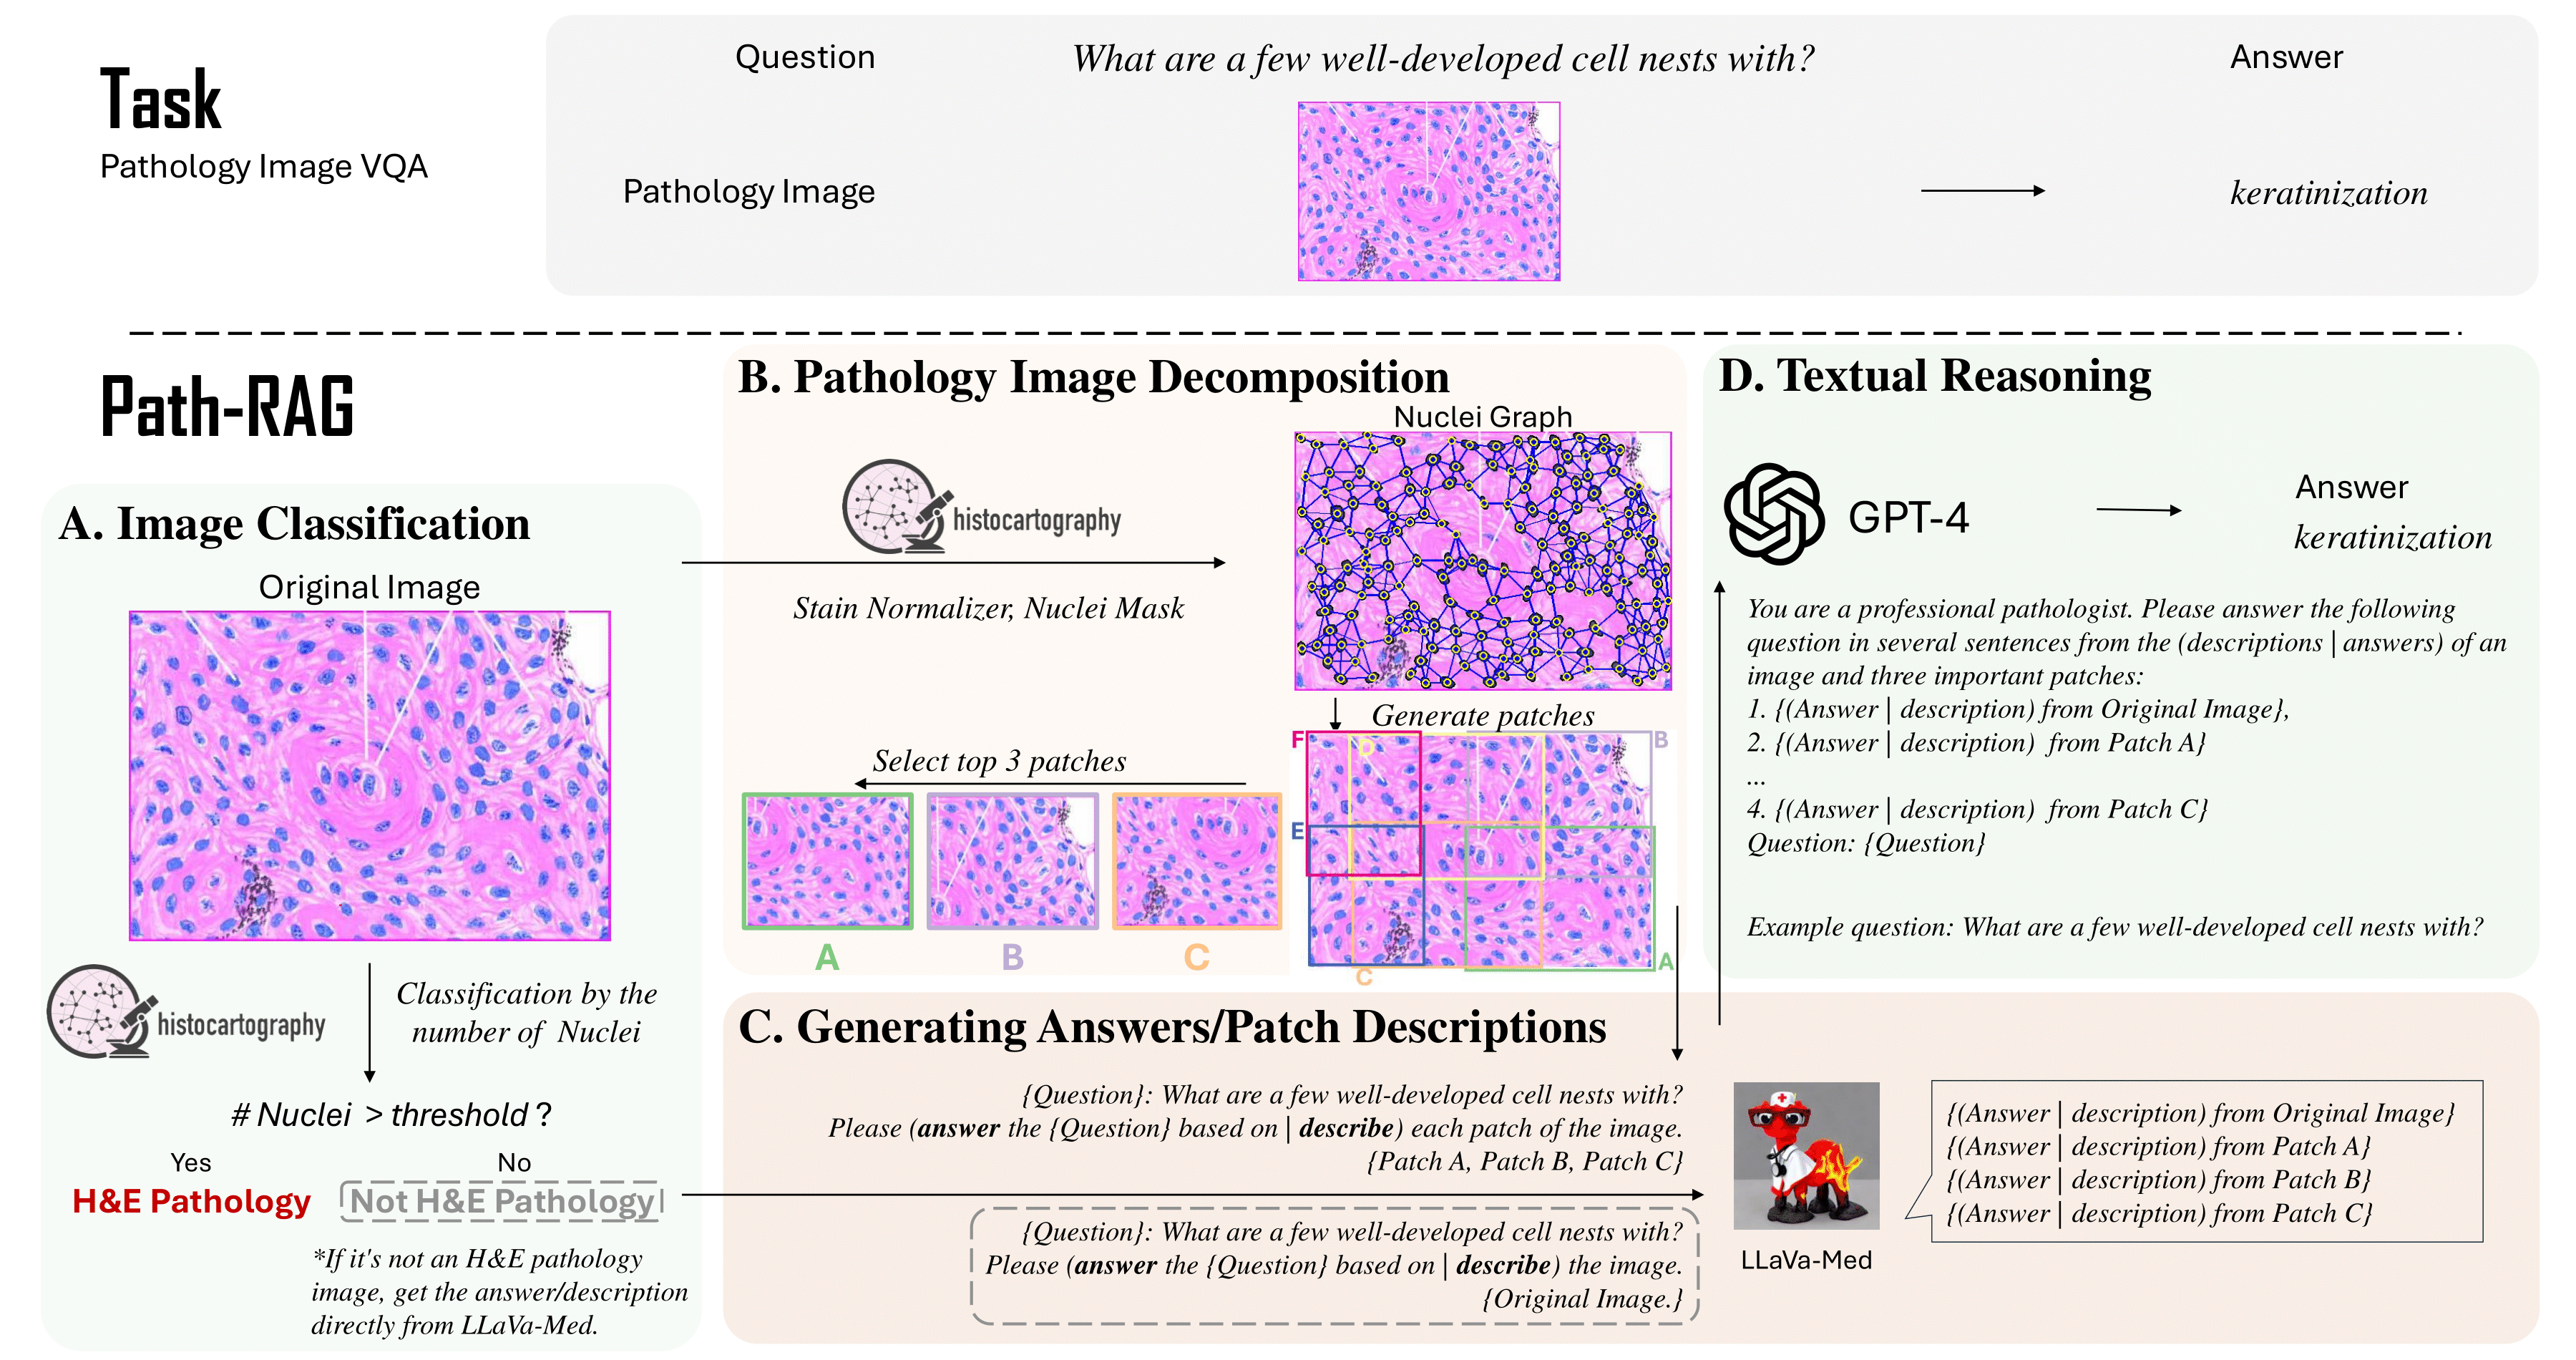 Task
Pathology Image VQA
Question
What are a few well-developed cell nests with?
Answer
Pathology Image
keratinization
Path-RAG
A. Image Classification
Original Image
histocartography
Classification by the
number of Nuclei
# Nuclei > threshold ?
Yes
No
H&E Pathology
Not H&E Pathology
*If it's not an H&E pathology
image, get the answer/description
directly from LLaVa-Med.
B. Pathology Image Decomposition
Nuclei Graph
histocartography
Stain Normalizer, Nuclei Mask
Generate patches
Select top 3 patches
F
D
B
E
A
C
A
B
C
C. Generating Answers/Patch Descriptions
{Question}: What are a few well-developed cell nests with?
Please (answer the {Question} based on | describe) each patch of the image.
{Patch A, Patch B, Patch C}
{Question}: What are a few well-developed cell nests with?
Please (answer the {Question} based on | describe) the image.
{Original Image.}
LLaVa-Med
{(Answer | description) from Original Image}
{(Answer | description) from Patch A}
{(Answer | description) from Patch B}
{(Answer | description) from Patch C}
D. Textual Reasoning
GPT-4
Answer
keratinization
You are a professional pathologist. Please answer the following
question in several sentences from the (descriptions | answers) of an
image and three important patches:
1. {(Answer | description) from Original Image},
2. {(Answer | description) from Patch A}
...
4. {(Answer | description) from Patch C}
Question: {Question}
Example question: What are a few well-developed cell nests with?